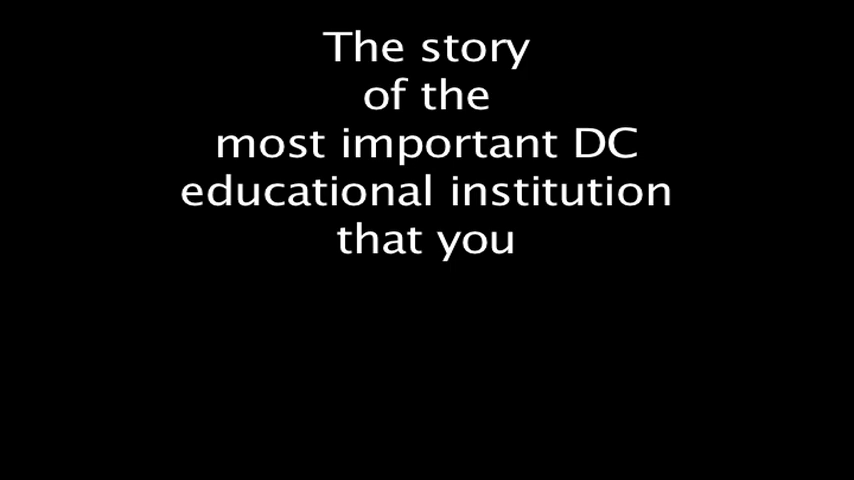 The story
of the
most important DC
educational institution
that you